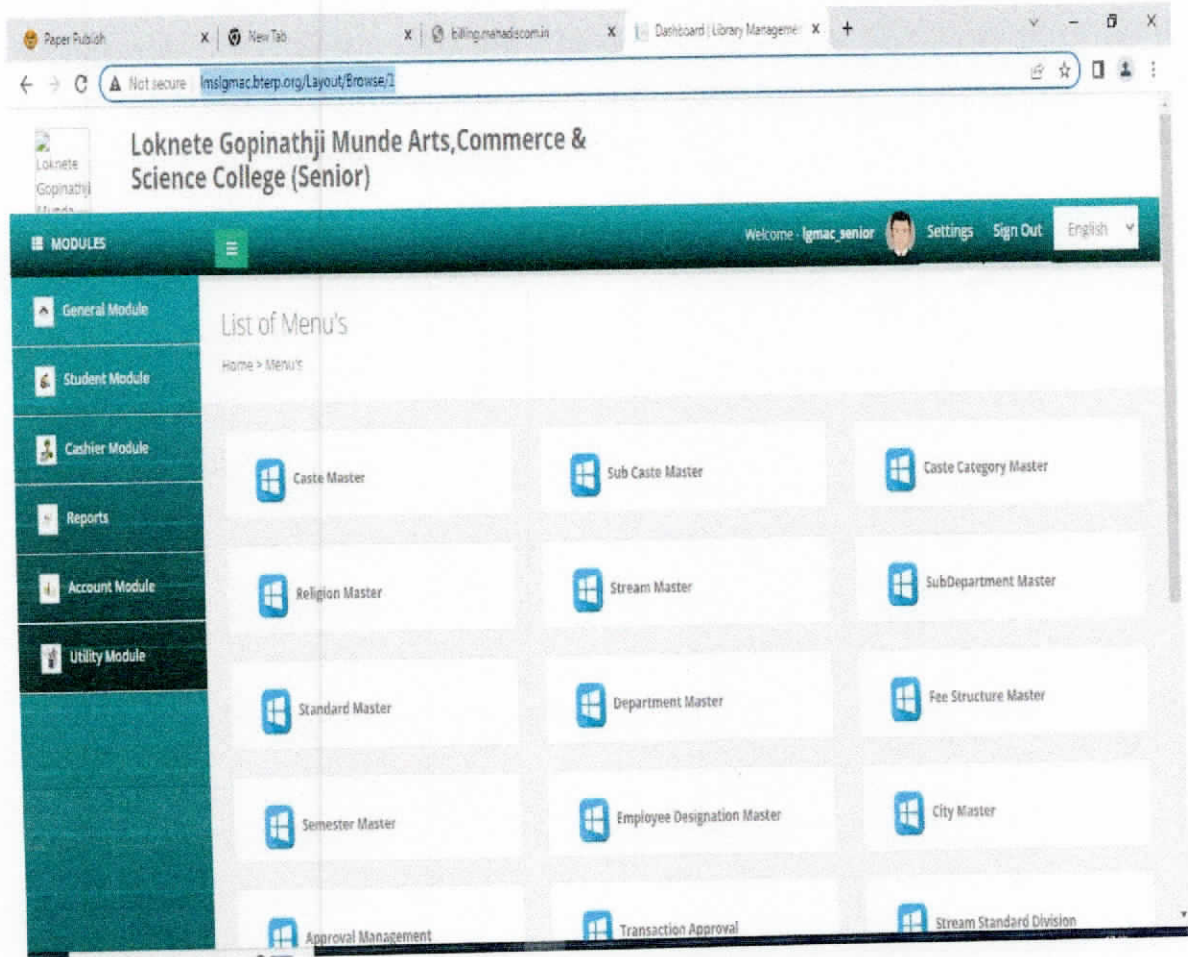 Paper Publish
New Tab
billing.mahadiscom.in
Dashboard | Library Managemer
Not secure
lmslgmac.bterp.org/Layout/Browse/1
Loknete
Gopinathji
Munde
Loknete Gopinathji Munde Arts,Commerce &
Science College (Senior)
MODULES
Welcome - lgmac_senior
Settings
Sign Out
English
General Module
Student Module
Cashier Module
Reports
Account Module
Utility Module
List of Menu's
Home > Menu's
Caste Master
Sub Caste Master
Caste Category Master
Religion Master
Stream Master
SubDepartment Master
Standard Master
Department Master
Fee Structure Master
Semester Master
Employee Designation Master
City Master
Approval Management
Transaction Approval
Stream Standard Division